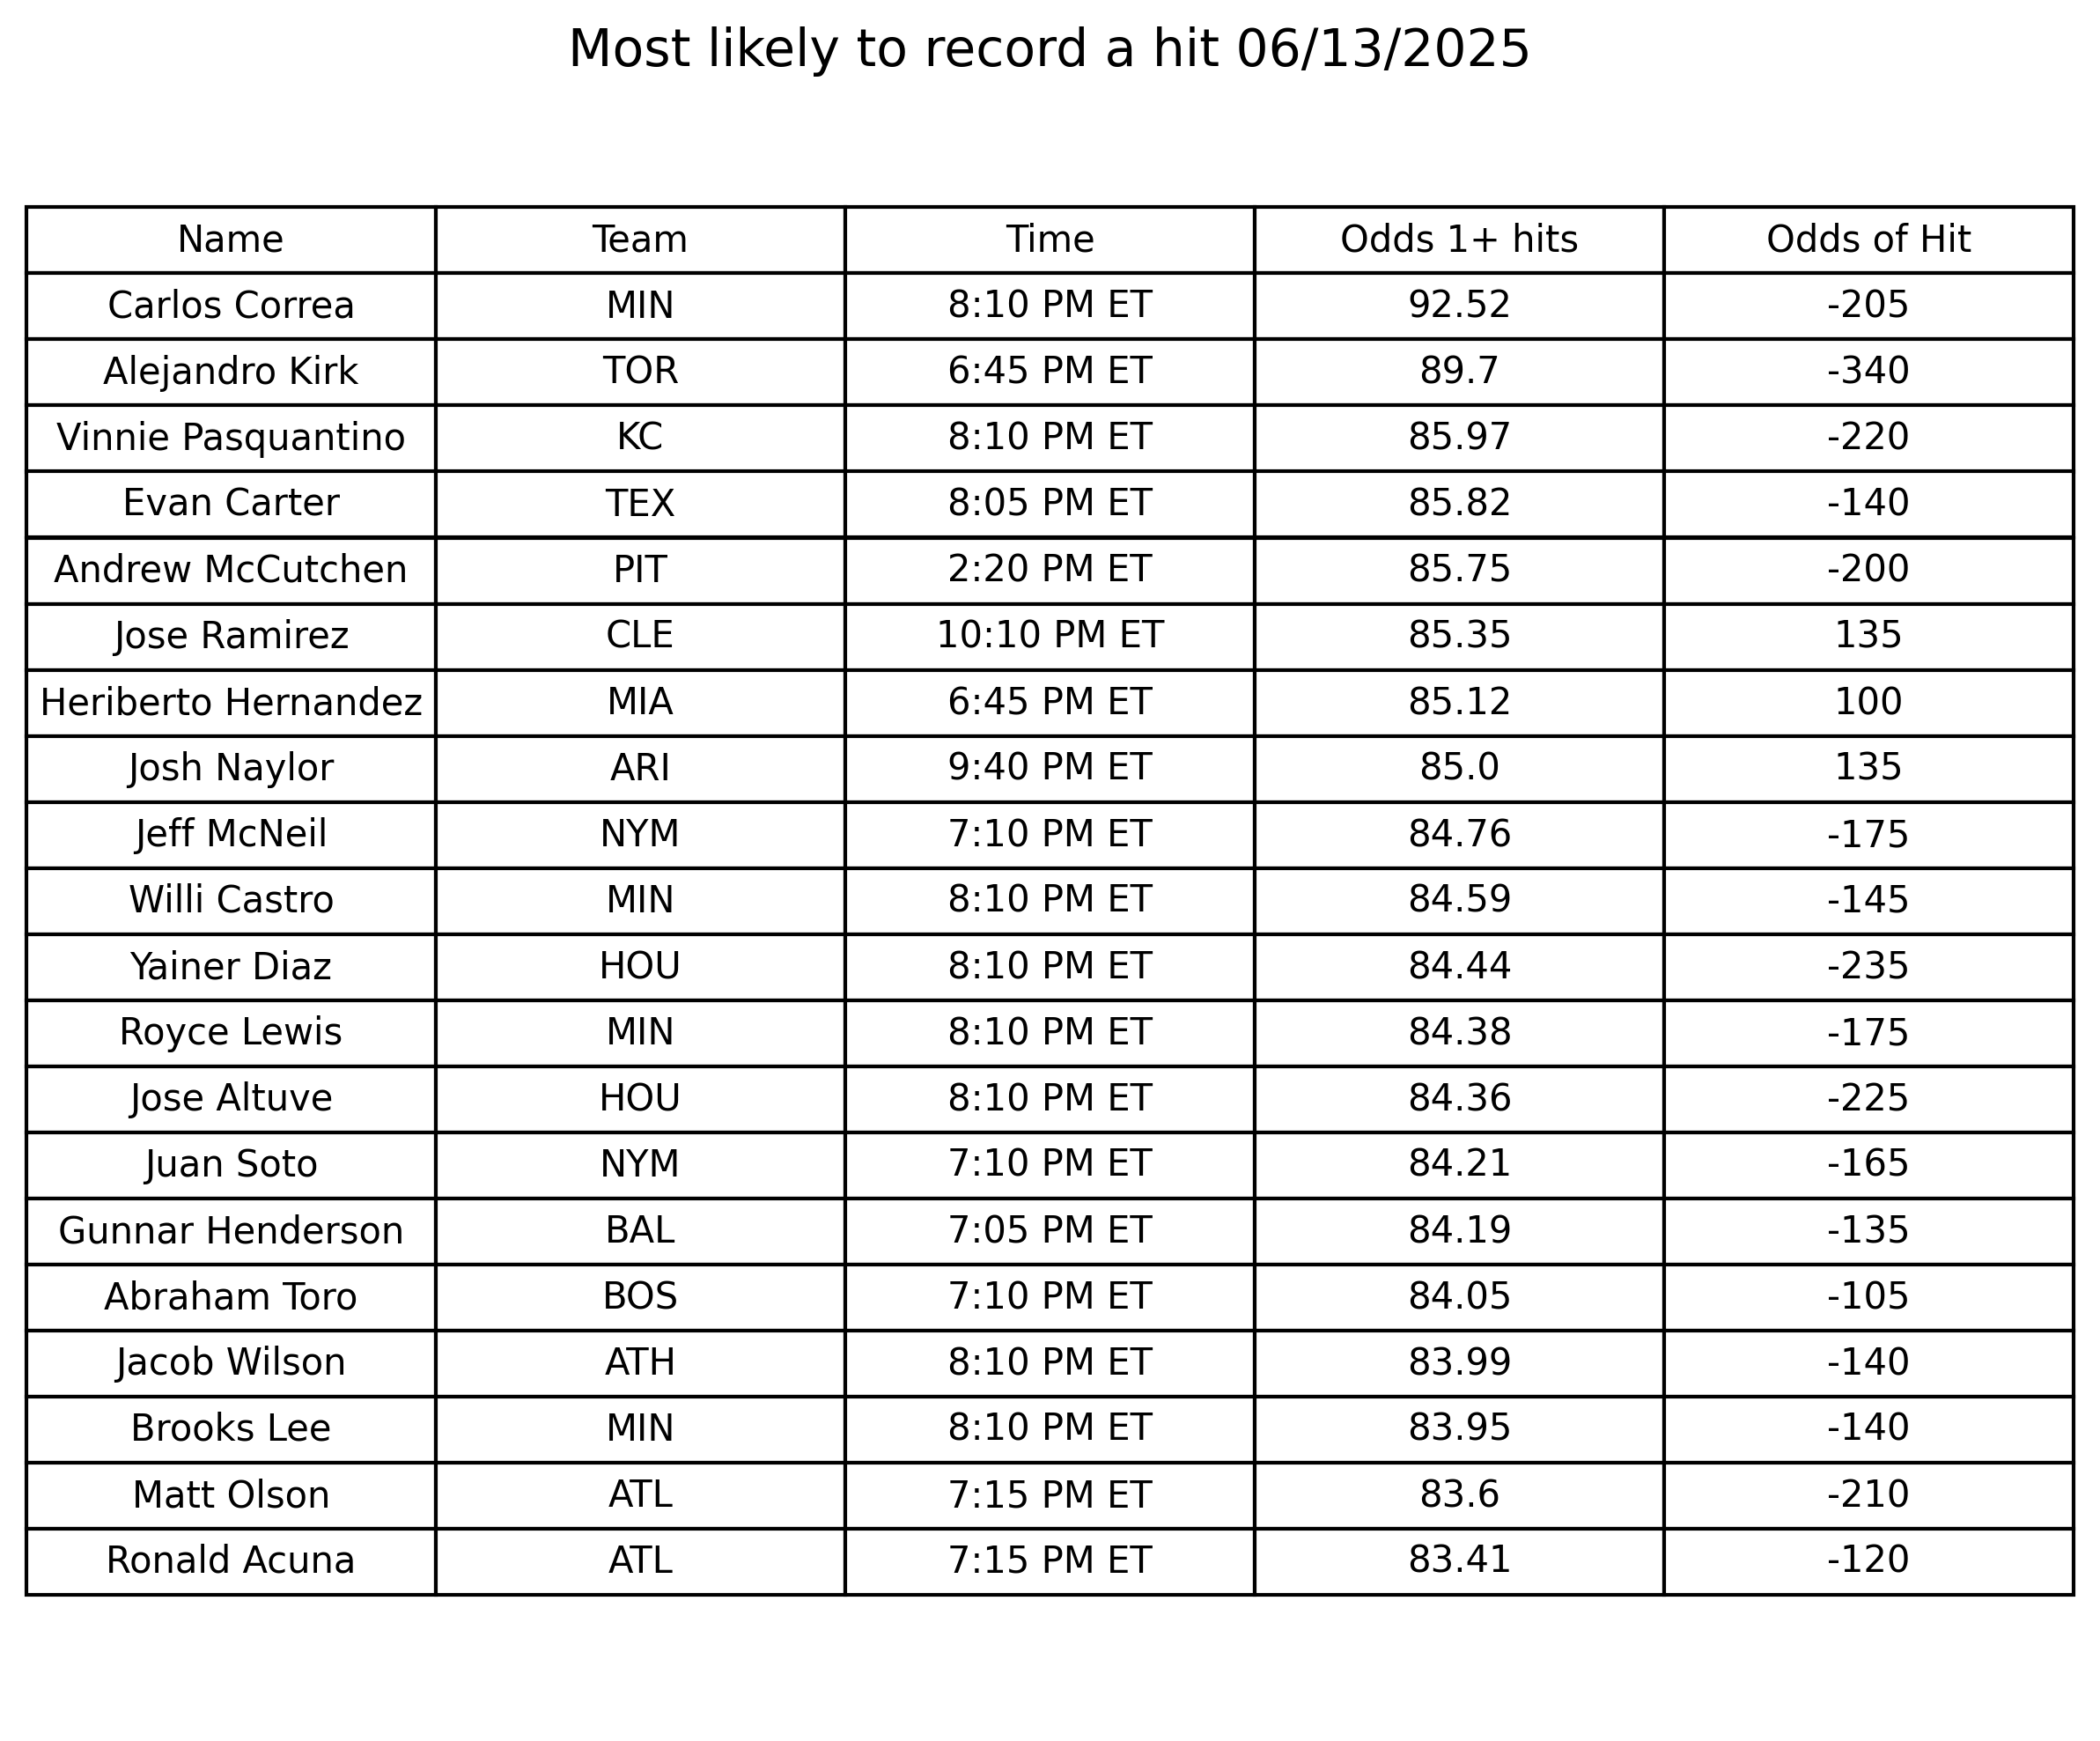 Most likely to record a hit 06/13/2025
Name Team Time Odds 1+ hits Odds of Hit
Carlos Correa MIN 8:10 PM ET 92.52 -205
Alejandro Kirk TOR 6:45 PM ET 89.7 -340
Vinnie Pasquantino KC 8:10 PM ET 85.97 -220
Evan Carter TEX 8:05 PM ET 85.82 -140
Andrew McCutchen PIT 2:20 PM ET 85.75 -200
Jose Ramirez CLE 10:10 PM ET 85.35 135
Heriberto Hernandez MIA 6:45 PM ET 85.12 100
Josh Naylor ARI 9:40 PM ET 85.0 135
Jeff McNeil NYM 7:10 PM ET 84.76 -175
Willi Castro MIN 8:10 PM ET 84.59 -145
Yainer Diaz HOU 8:10 PM ET 84.44 -235
Royce Lewis MIN 8:10 PM ET 84.38 -175
Jose Altuve HOU 8:10 PM ET 84.36 -225
Juan Soto NYM 7:10 PM ET 84.21 -165
Gunnar Henderson BAL 7:05 PM ET 84.19 -135
Abraham Toro BOS 7:10 PM ET 84.05 -105
Jacob Wilson ATH 8:10 PM ET 83.99 -140
Brooks Lee MIN 8:10 PM ET 83.95 -140
Matt Olson ATL 7:15 PM ET 83.6 -210
Ronald Acuna ATL 7:15 PM ET 83.41 -120